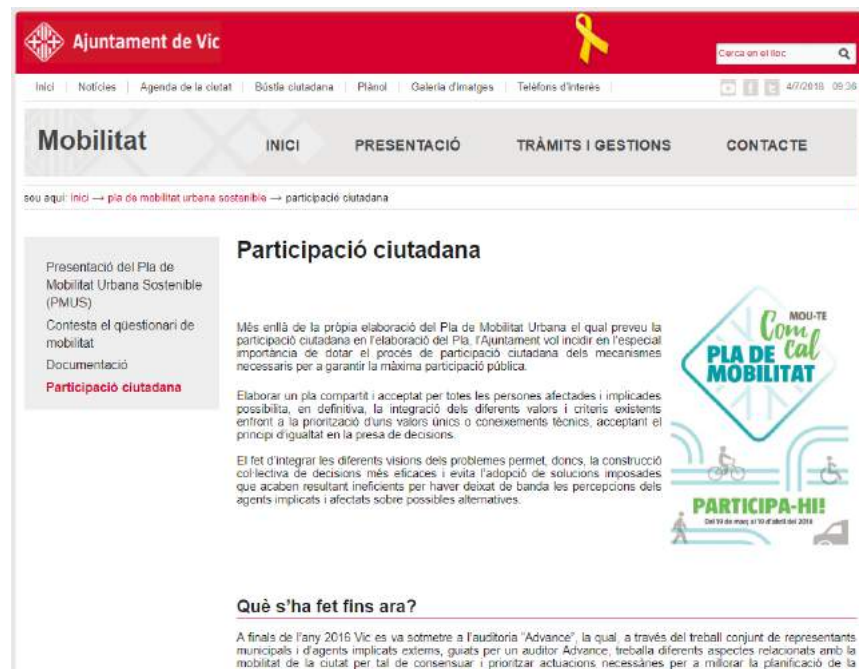 Ajuntament de Vic
Cerca en el lloc
Inici Notícies Agenda de la ciutat Bústia ciutadana Plànol Galeria d'imatges Telèfons d'interès 4/7/2018 09:36
Mobilitat INICI PRESENTACIÓ TRÀMITS I GESTIONS CONTACTE
sou aquí: inici → pla de mobilitat urbana sostenible → participació ciutadana
Presentació del Pla de
Mobilitat Urbana Sostenible
(PMUS)
Contesta el qüestionari de
mobilitat
Documentació
Participació ciutadana
Participació ciutadana
Més enllà de la pròpia elaboració del Pla de Mobilitat Urbana el qual preveu la
participació ciutadana en l'elaboració del Pla, l'Ajuntament vol incidir en l'especial
importància de dotar el procés de participació ciutadana dels mecanismes
necessaris per a garantir la màxima participació pública.
Elaborar un pla compartit i acceptat per totes les persones afectades i implicades
possibilita, en definitiva, la integració dels diferents valors i criteris existents
enfront a la priorització d'uns valors únics o coneixements tècnics, acceptant el
principi d'igualtat en la presa de decisions.
El fet d'integrar les diferents visions dels problemes permet, doncs, la construcció
col·lectiva de decisions més eficaces i evita l'adopció de solucions imposades
que acaben resultant ineficients per haver deixat de banda les percepcions dels
agents implicats i afectats sobre possibles alternatives.
MOU-TE
Com cal
PLA DE
MOBILITAT
PARTICIPA-HI!
Del 19 de març al 19 d'abril del 2018
Què s'ha fet fins ara?
A finals de l'any 2016 Vic es va sotmetre a l'auditoria "Advance", la qual, a través del treball conjunt de representants
municipals i d'agents implicats externs, guiats per un auditor Advance, treballa diferents aspectes relacionats amb la
mobilitat de la ciutat per tal de consensuar i prioritzar actuacions necessàries per a millorar la planificació de la